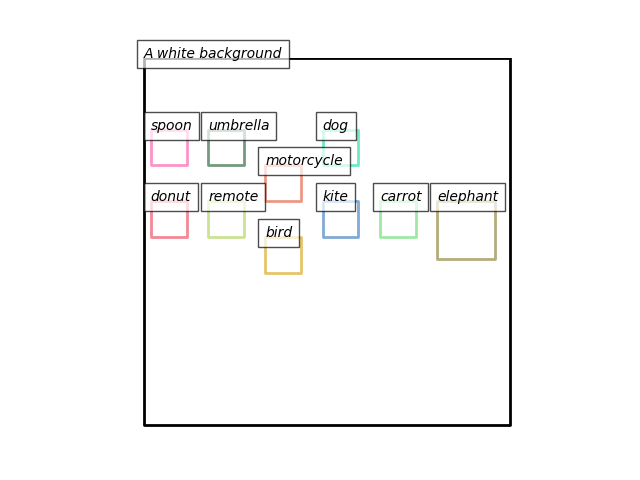 A white background
spoon
umbrella
dog
motorcycle
donut
remote
kite
carrot
elephant
bird